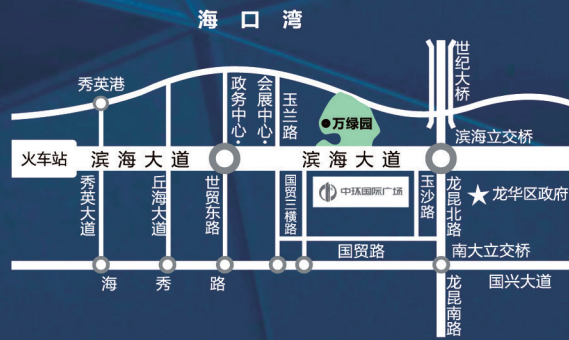 海口湾
世纪大桥
秀英港
政务中心
会展中心
玉兰路
万绿园
滨海立交桥
火车站
滨海大道
滨海大道
秀英大道
丘海大道
世贸东路
国贸三横路
中环国际广场
玉沙路
龙昆北路
龙华区政府
国贸路
南大立交桥
海秀路
龙昆南路
国兴大道